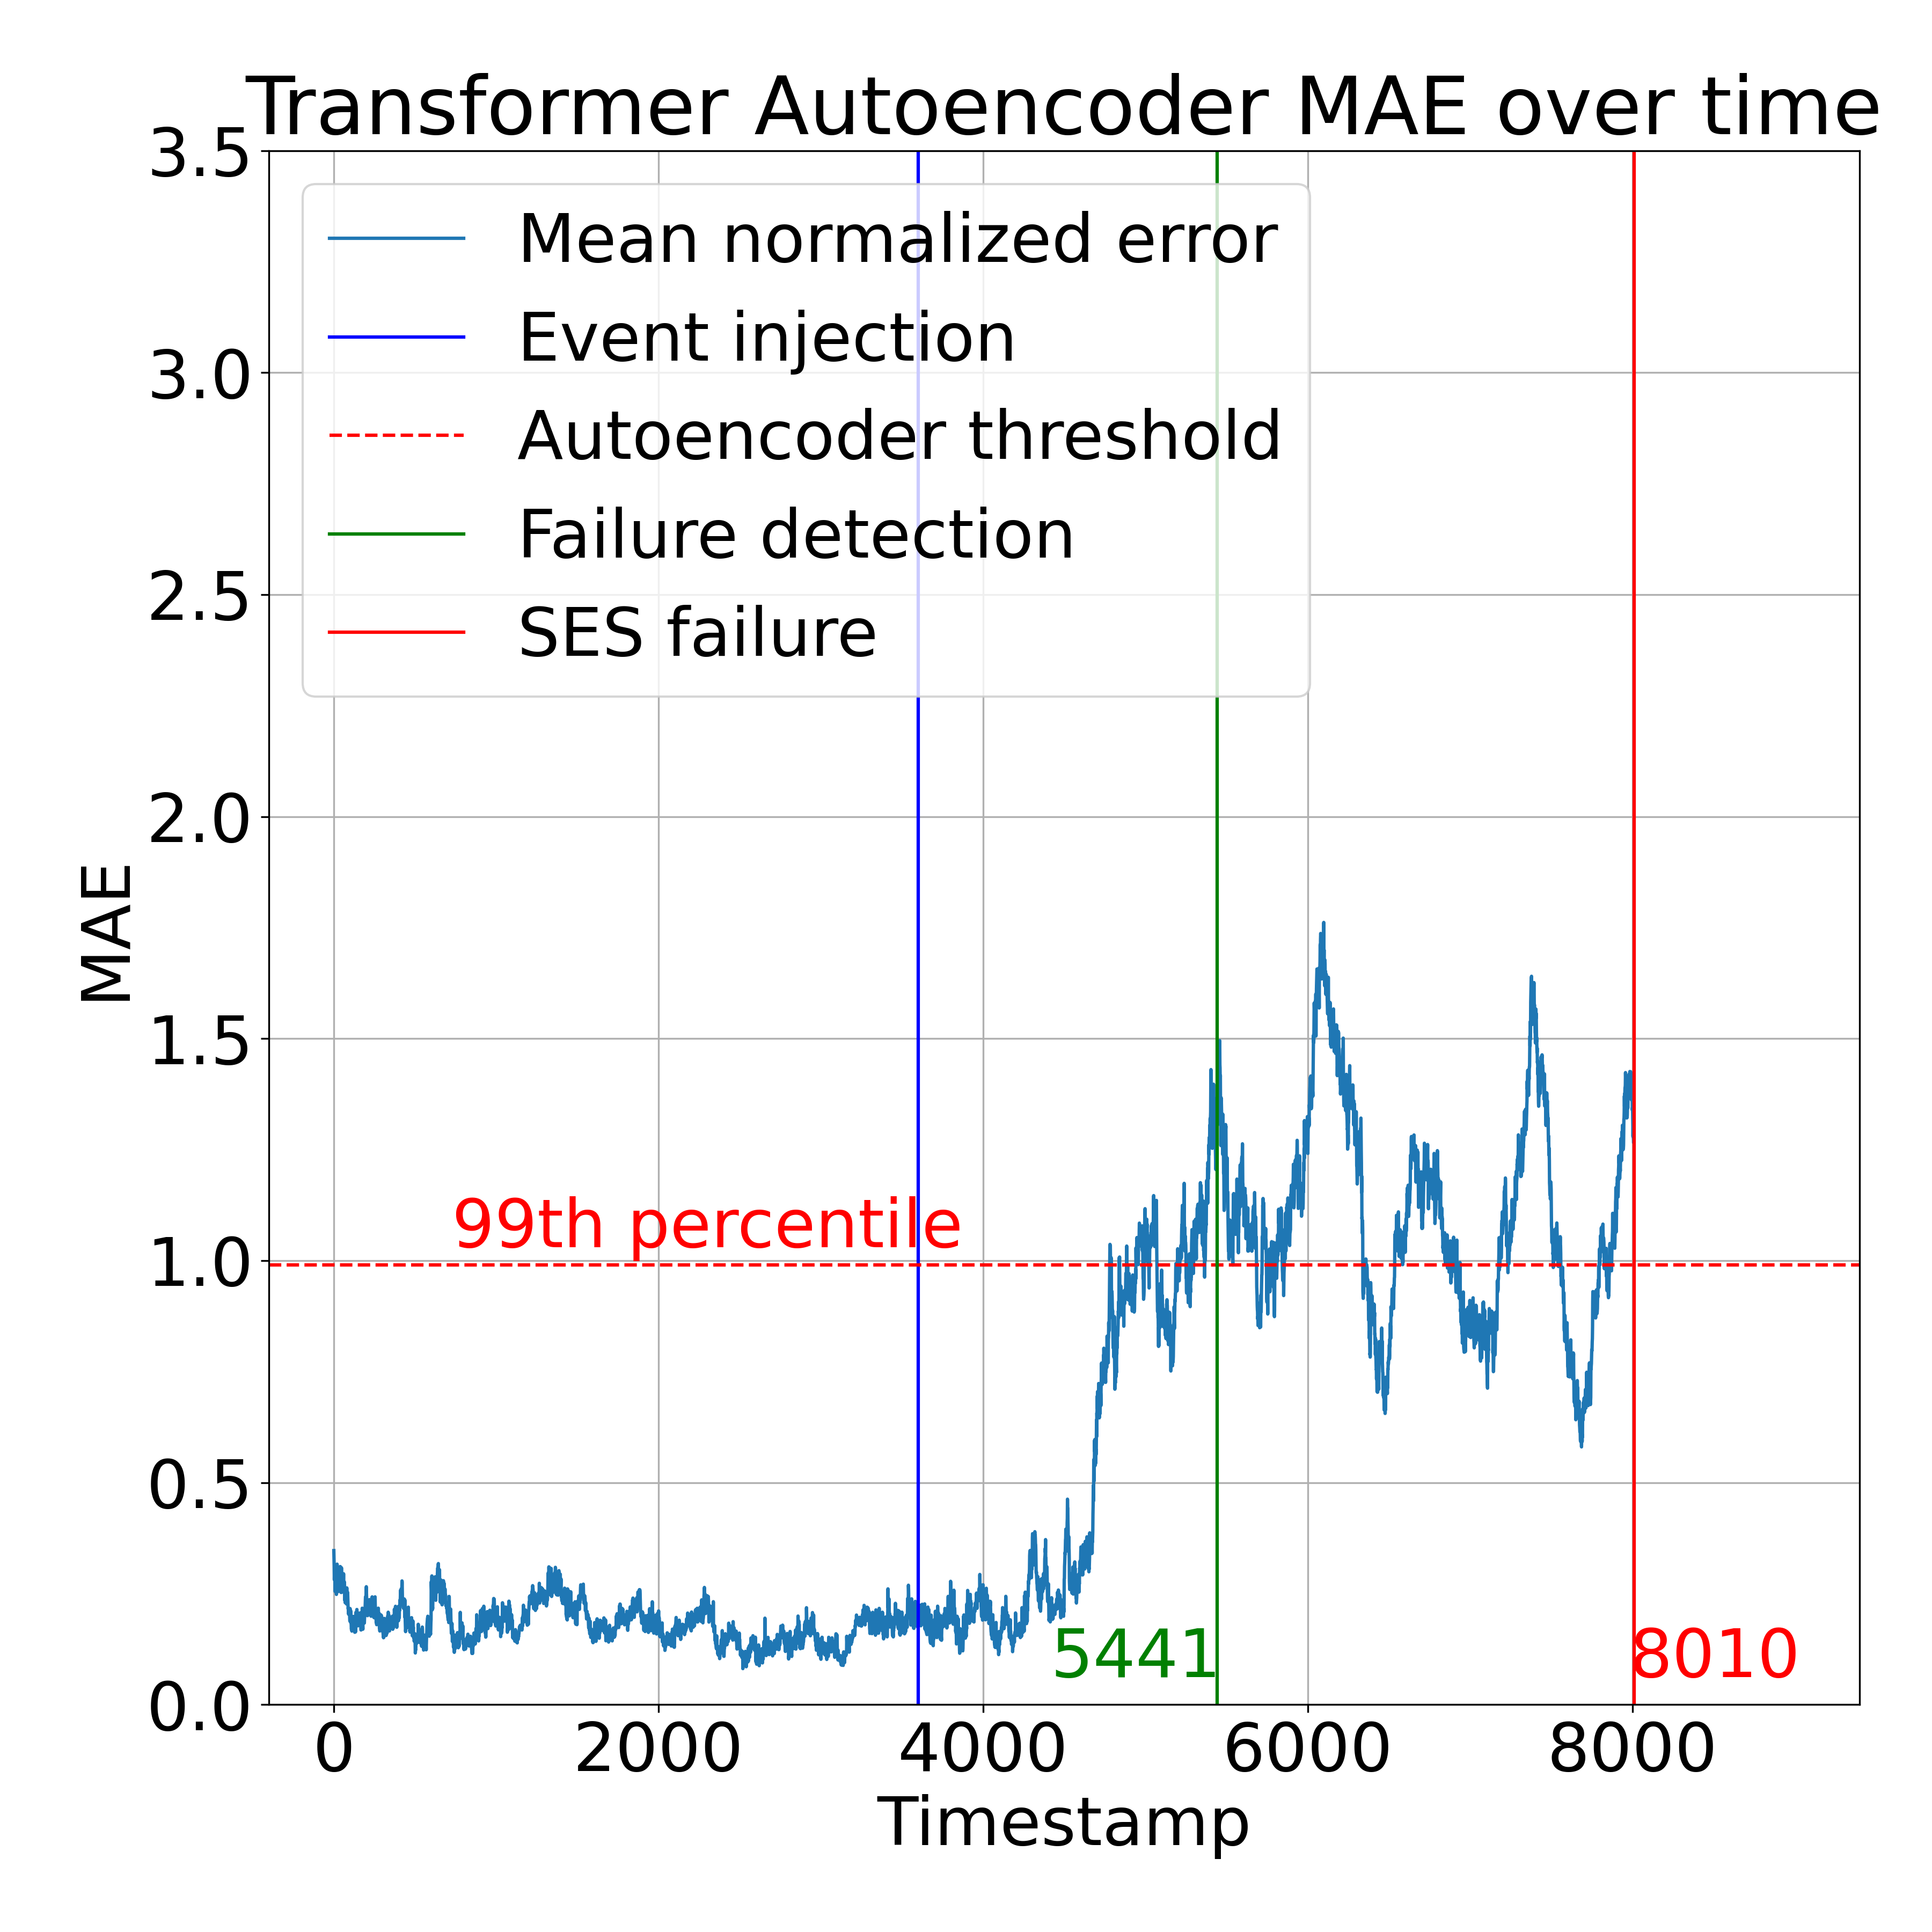 Transformer Autoencoder MAE over time
3.5
3.0
2.5
2.0
1.5
1.0
0.5
0.0
MAE
Mean normalized error
Event injection
Autoencoder threshold
Failure detection
SES failure
99th percentile
5441
8010
0
2000
4000
6000
8000
Timestamp